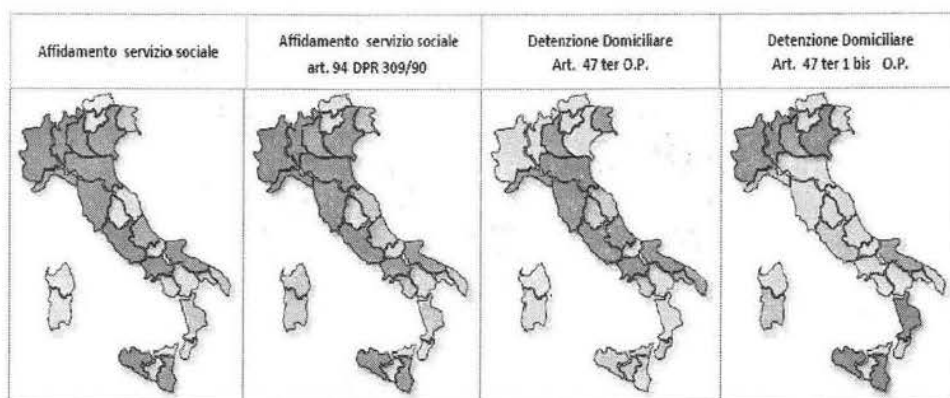 Affidamento servizio sociale
Affidamento servizio sociale
art. 94 DPR 309/90
Detenzione Domiciliare
Art. 47 ter O.P.
Detenzione Domiciliare
Art. 47 ter 1 bis O.P.